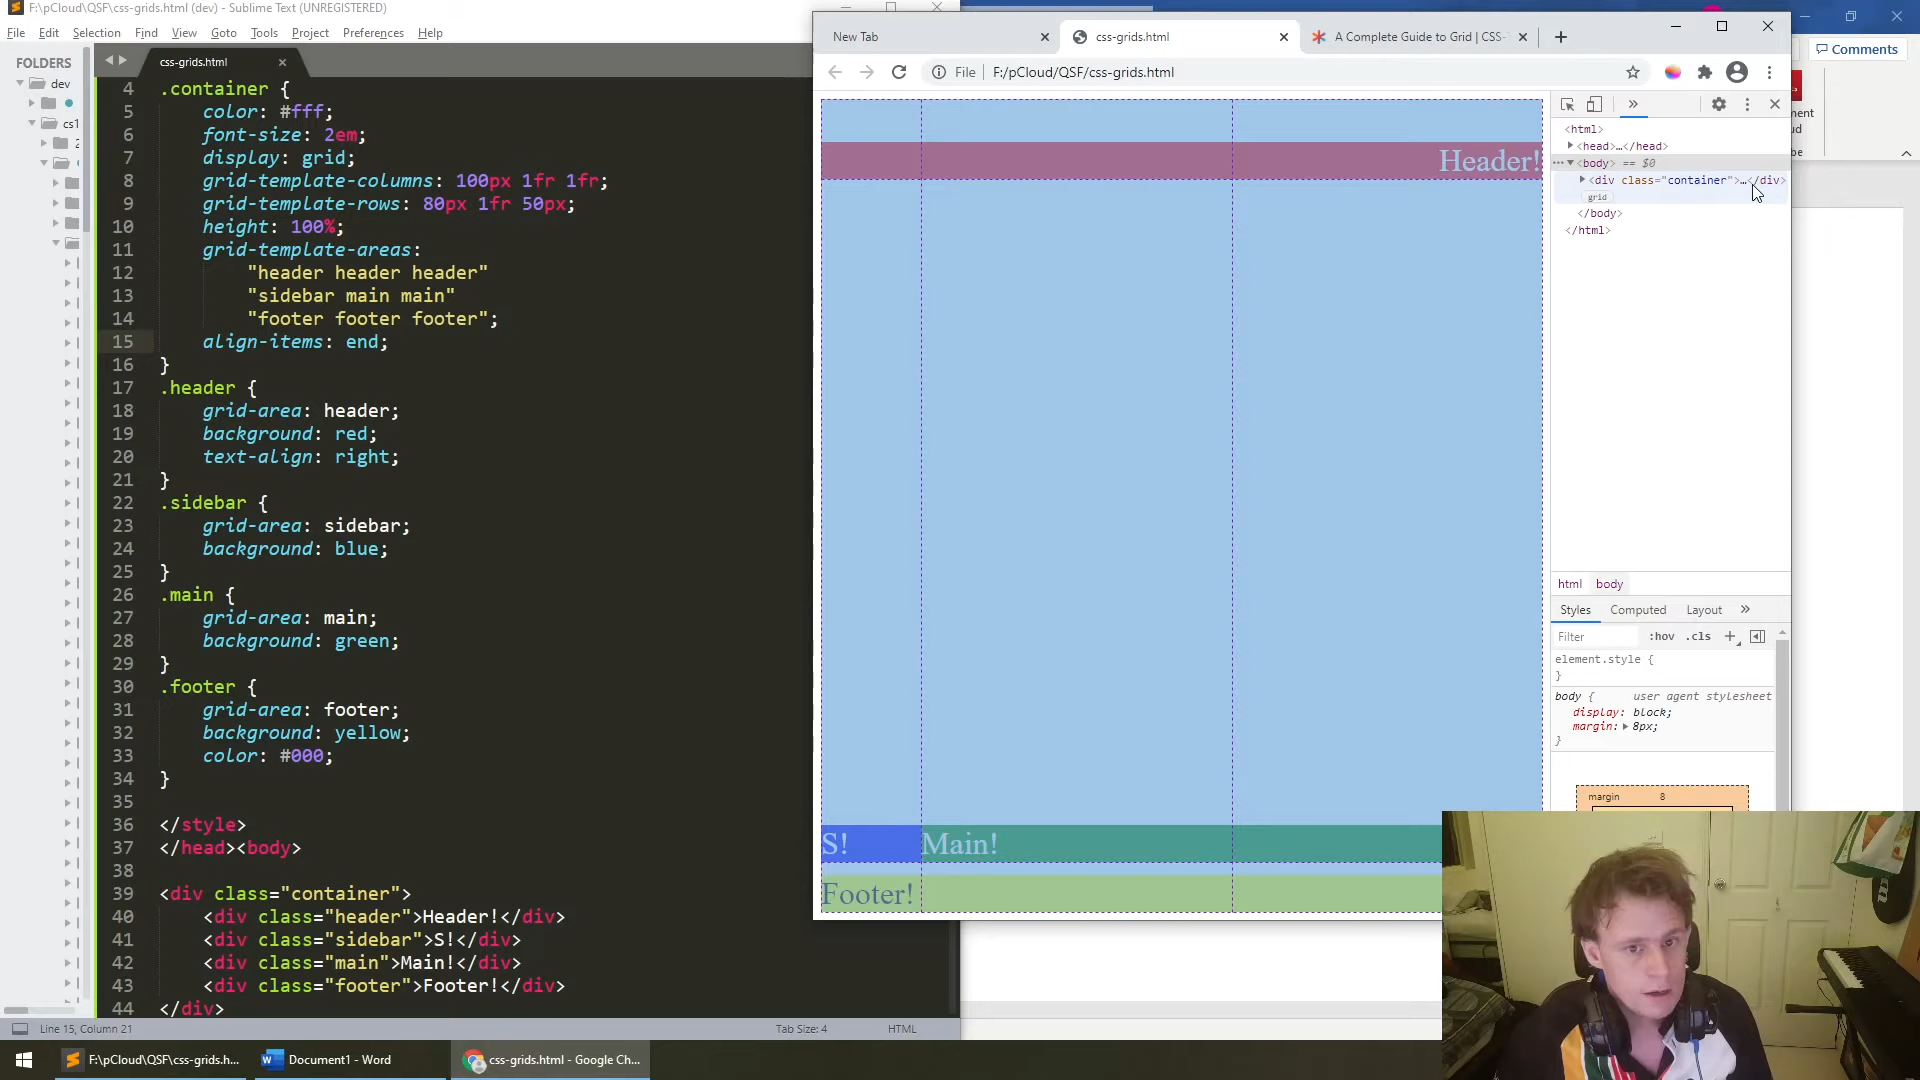 F:\pCloud\QSF\css-grids.html (dev) - Sublime Text (UNREGISTERED)
File Edit Selection Find View Goto Tools Project Preferences Help
FOLDERS
dev
cs1
css-grids.html
4 .container {
5 color: #fff;
6 font-size: 2em;
7 display: grid;
8 grid-template-columns: 100px 1fr 1fr;
9 grid-template-rows: 80px 1fr 50px;
10 height: 100%;
11 grid-template-areas:
12 "header header header"
13 "sidebar main main"
14 "footer footer footer";
15 align-items: end;
16 }
17 .header {
18 grid-area: header;
19 background: red;
20 text-align: right;
21 }
22 .sidebar {
23 grid-area: sidebar;
24 background: blue;
25 }
26 .main {
27 grid-area: main;
28 background: green;
29 }
30 .footer {
31 grid-area: footer;
32 background: yellow;
33 color: #000;
34 }
35
36 </style>
37 </head><body>
38
39 <div class="container">
40 <div class="header">Header!</div>
41 <div class="sidebar">S!</div>
42 <div class="main">Main!</div>
43 <div class="footer">Footer!</div>
44 </div>
Line 15, Column 21
Tab Size: 4
HTML
New Tab
css-grids.html
A Complete Guide to Grid | CSS-
File F:/pCloud/QSF/css-grids.html
Header!
S!
Main!
Footer!
<html>
<head>…</head>
<body> == $0
<div class="container">…</div>
grid
</body>
</html>
html body
Styles Computed Layout
Filter :hov .cls
element.style {
}
body { user agent stylesheet
display: block;
margin: 8px;
}
margin 8
Comments
F:\pCloud\QSF\css-grids.h...
Document1 - Word
css-grids.html - Google Ch...